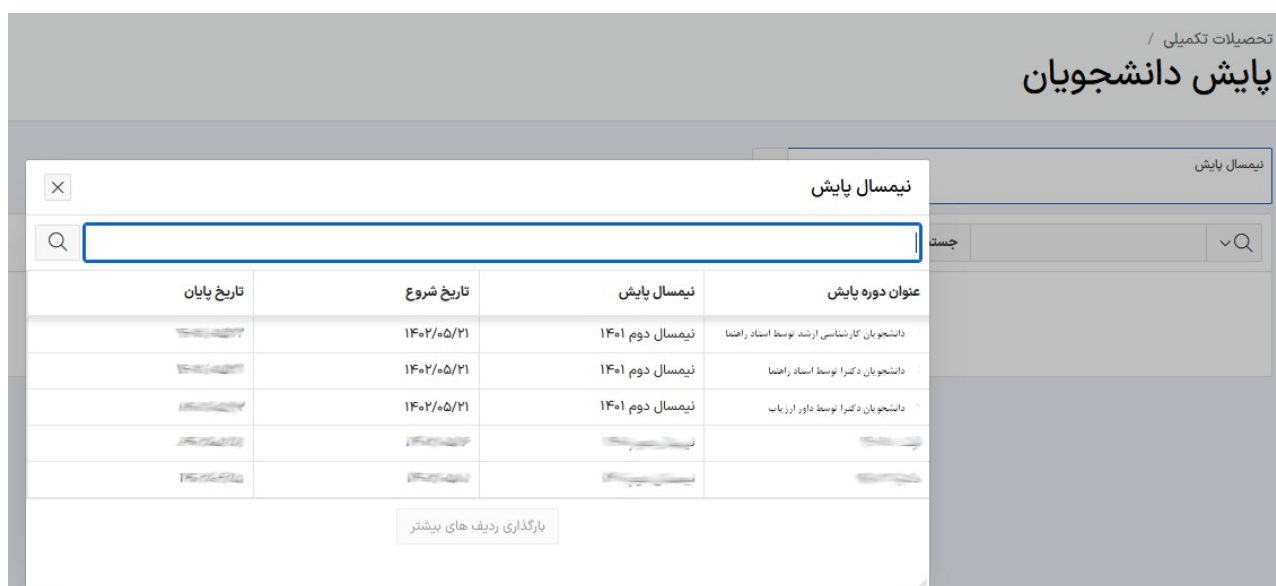 تحصیلات تکمیلی /
پایش دانشجویان
نیمسال پایش
جستجو
نیمسال پایش
عنوان دوره پایش نیمسال پایش تاریخ شروع تاریخ پایان
دانشجویان کارشناسی ارشد توسط استاد راهنما نیمسال دوم ۱۴۰۱ ۱۴۰۲/۰۵/۲۱
دانشجویان دکترا توسط استاد راهنما نیمسال دوم ۱۴۰۱ ۱۴۰۲/۰۵/۲۱
دانشجویان دکترا توسط داور ارزیاب نیمسال دوم ۱۴۰۱ ۱۴۰۲/۰۵/۲۱
بارگذاری ردیف های بیشتر